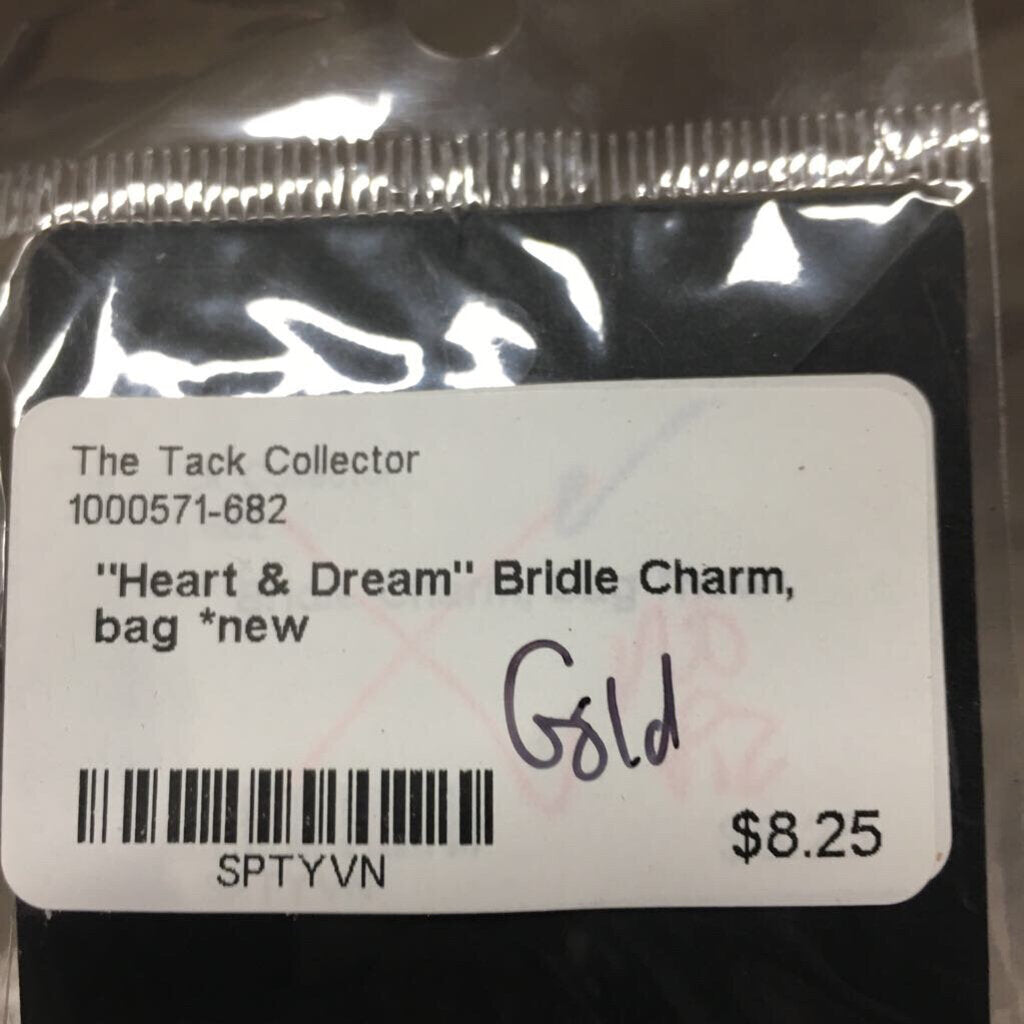 The Tack Collector
1000571-682
"Heart & Dream" Bridle Charm,
bag *new
Gold
$8.25
SPTYVN